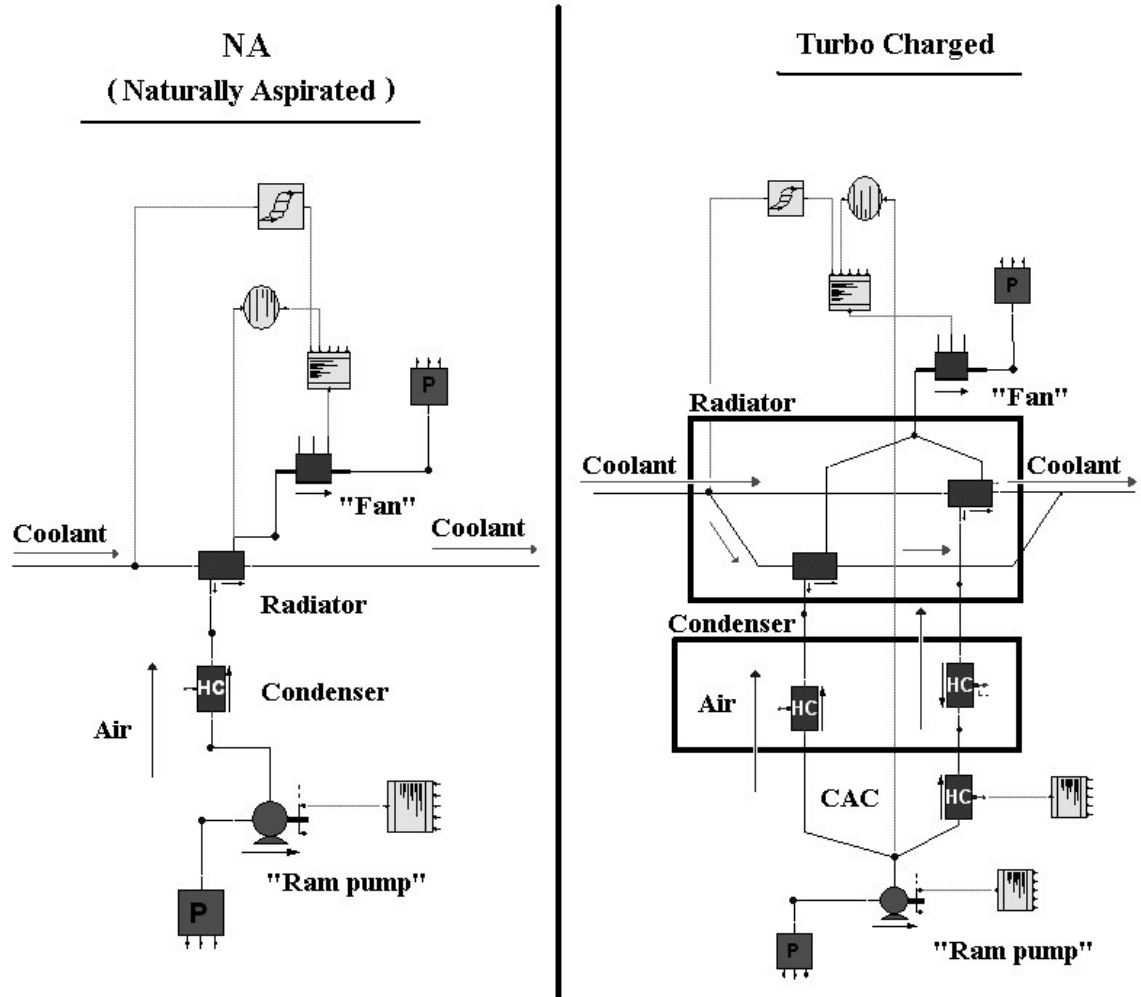 NA
( Naturally Aspirated )
P
"Fan"
Coolant
Coolant
Radiator
HC
Condenser
Air
"Ram pump"
P
Turbo Charged
P
"Fan"
Radiator
Coolant
Coolant
Condenser
HC
Air
HC
CAC
HC
"Ram pump"
P